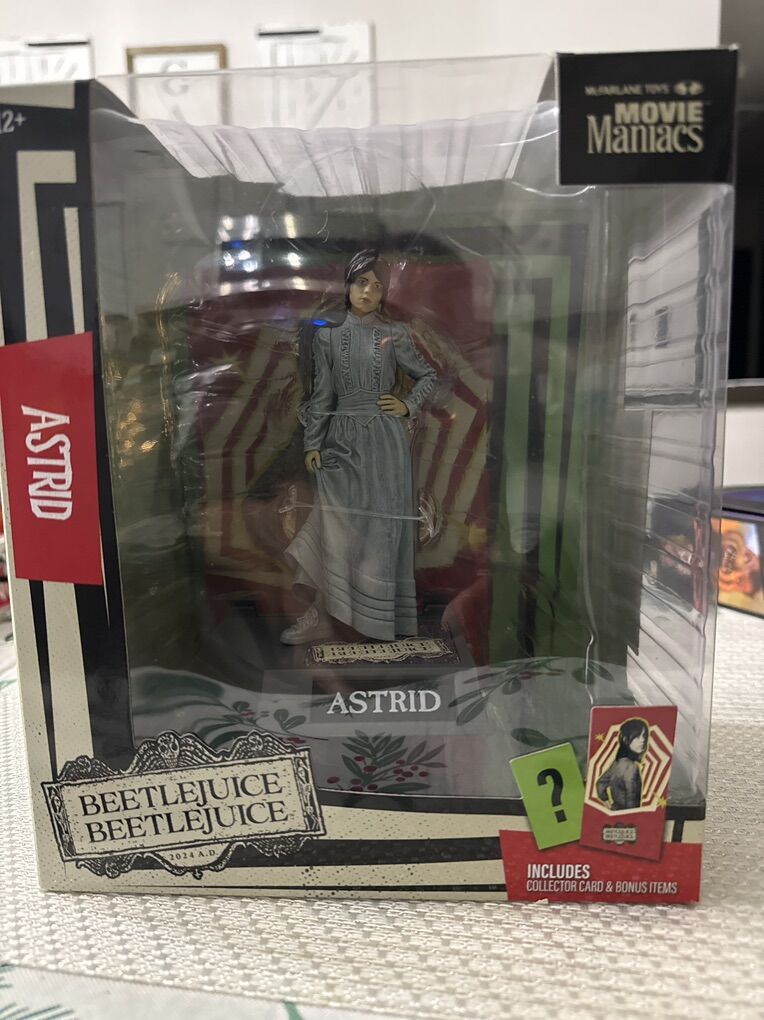 12+
McFARLANE TOYS
MOVIE
MANIACS
ASTRID
ASTRID
BEETLEJUICE
BEETLEJUICE
2024 A.D.
?
INCLUDES
COLLECTOR CARD & BONUS ITEMS